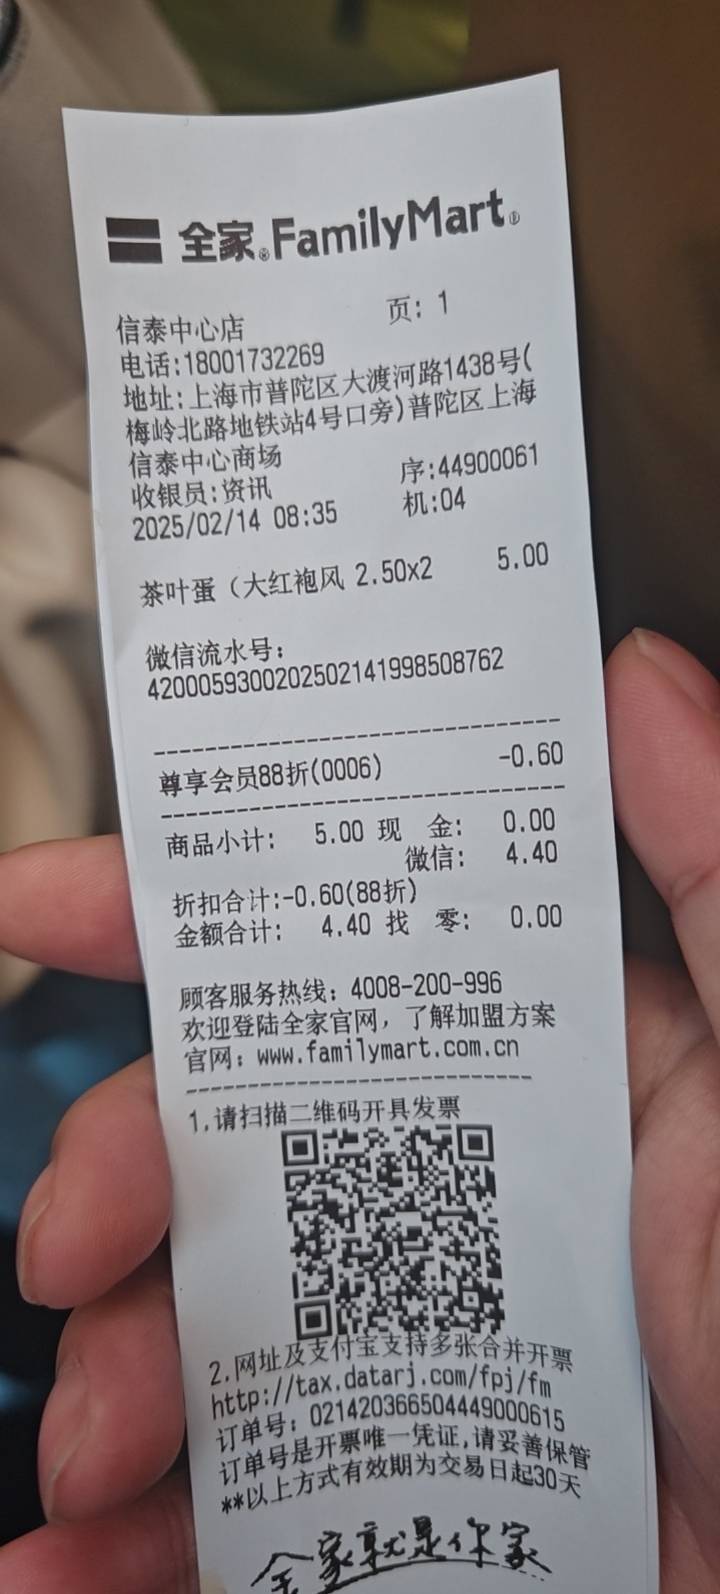 全家 FamilyMart
页: 1
信泰中心店
电话:18001732269
地址:上海市普陀区大渡河路1438号(
梅岭北路地铁站4号口旁)普陀区上海
信泰中心商场
收银员:资讯 序:44900061
2025/02/14 08:35 机:04
茶叶蛋（大红袍风 2.50x2 5.00
微信流水号:
4200059300202502141998508762
尊享会员88折(0006) -0.60
商品小计: 5.00 现 金: 0.00
微信: 4.40
折扣合计:-0.60(88折)
金额合计: 4.40 找 零: 0.00
顾客服务热线: 4008-200-996
欢迎登陆全家官网，了解加盟方案
官网: www.familymart.com.cn
1,请扫描二维码开具发票
2.网址及支付宝支持多张合并开票
http://tax.datarj.com/fpj/fm
订单号: 021420366504449000615
订单号是开票唯一凭证,请妥善保管
**以上方式有效期为交易日起30天
全家就是你家